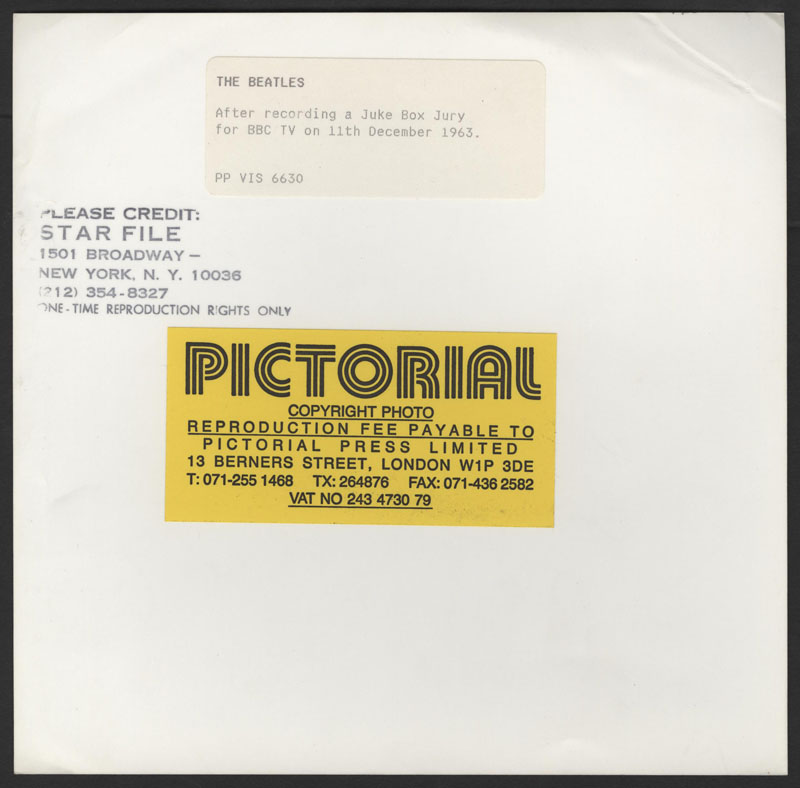 THE BEATLES
After recording a Juke Box Jury
for BBC TV on 11th December 1963.
PP VIS 6630
PLEASE CREDIT:
STAR FILE
1501 BROADWAY –
NEW YORK, N. Y. 10036
(212) 354-8327
ONE-TIME REPRODUCTION RIGHTS ONLY
PICTORIAL
COPYRIGHT PHOTO
REPRODUCTION FEE PAYABLE TO
PICTORIAL PRESS LIMITED
13 BERNERS STREET, LONDON W1P 3DE
T: 071-255 1468 TX: 264876 FAX: 071-436 2582
VAT NO 243 4730 79